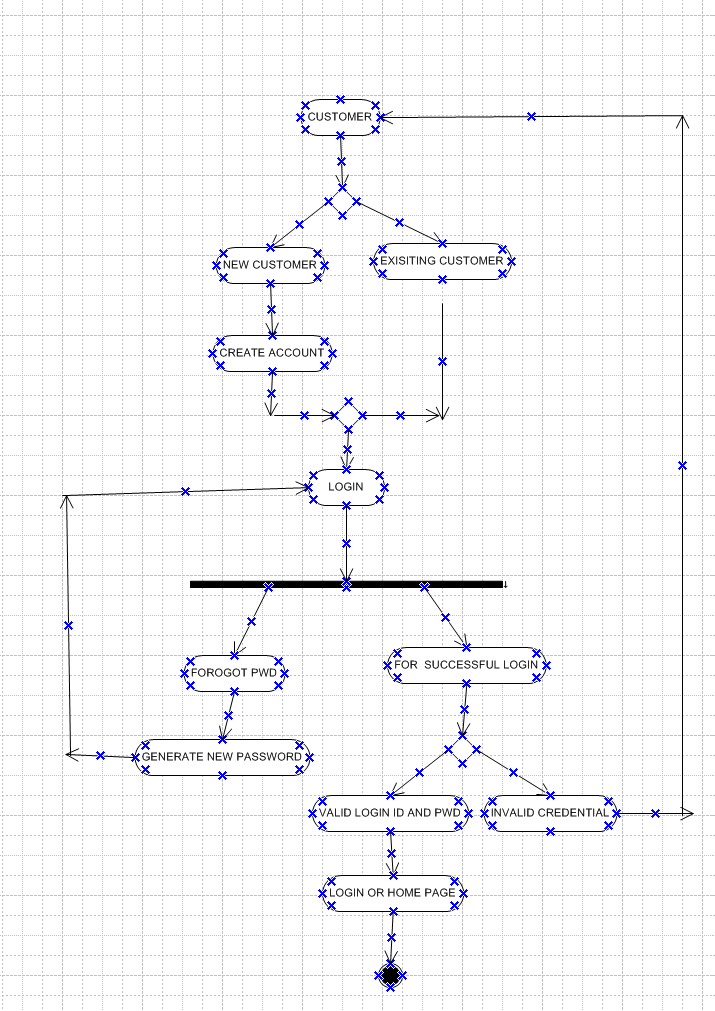 CUSTOMER
NEW CUSTOMER
EXISITING CUSTOMER
CREATE ACCOUNT
LOGIN
FOROGOT PWD
FOR SUCCESSFUL LOGIN
GENERATE NEW PASSWORD
VALID LOGIN ID AND PWD
INVALID CREDENTIAL
LOGIN OR HOME PAGE